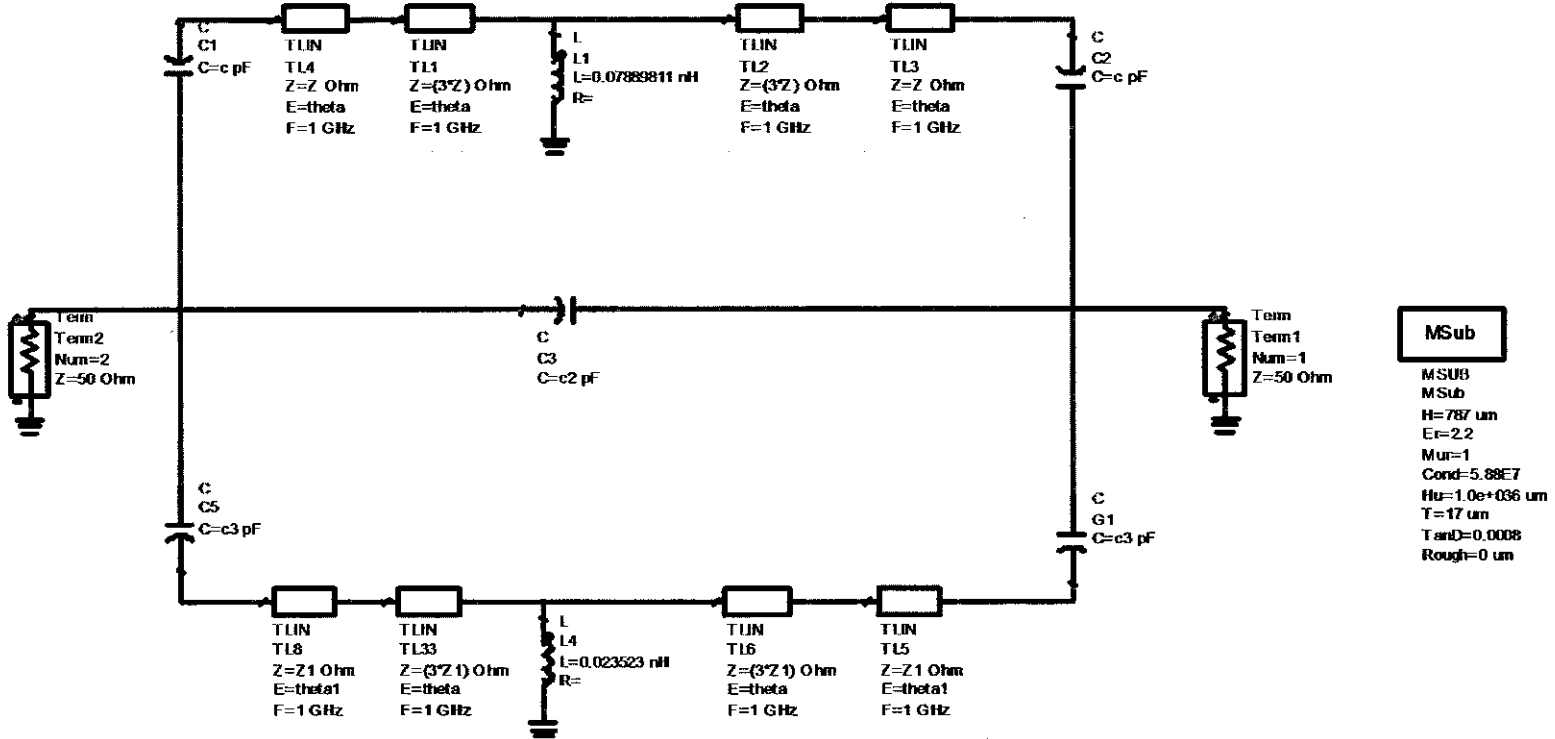 C
C1
C=c pF
TLIN
TL4
Z=Z Ohm
E=theta
F=1 GHz
TLIN
TL1
Z=(3*Z) Ohm
E=theta
F=1 GHz
L
L1
L=0.07889811 nH
R=
TLIN
TL2
Z=(3*Z) Ohm
E=theta
F=1 GHz
TLIN
TL3
Z=Z Ohm
E=theta
F=1 GHz
C
C2
C=c pF
Term
Term2
Num=2
Z=50 Ohm
C
C3
C=c2 pF
Term
Term1
Num=1
Z=50 Ohm
MSub
MSUB
MSub
H=787 um
Er=2.2
Mur=1
Cond=5.88E7
Hu=1.0e+036 um
T=17 um
TanD=0.0008
Rough=0 um
C
C5
C=c3 pF
C
G1
C=c3 pF
TLIN
TL8
Z=Z1 Ohm
E=theta1
F=1 GHz
TLIN
TL33
Z=(3*Z1) Ohm
E=theta
F=1 GHz
L
L4
L=0.023523 nH
R=
TLIN
TL6
Z=(3*Z1) Ohm
E=theta
F=1 GHz
TLIN
TL5
Z=Z1 Ohm
E=theta1
F=1 GHz